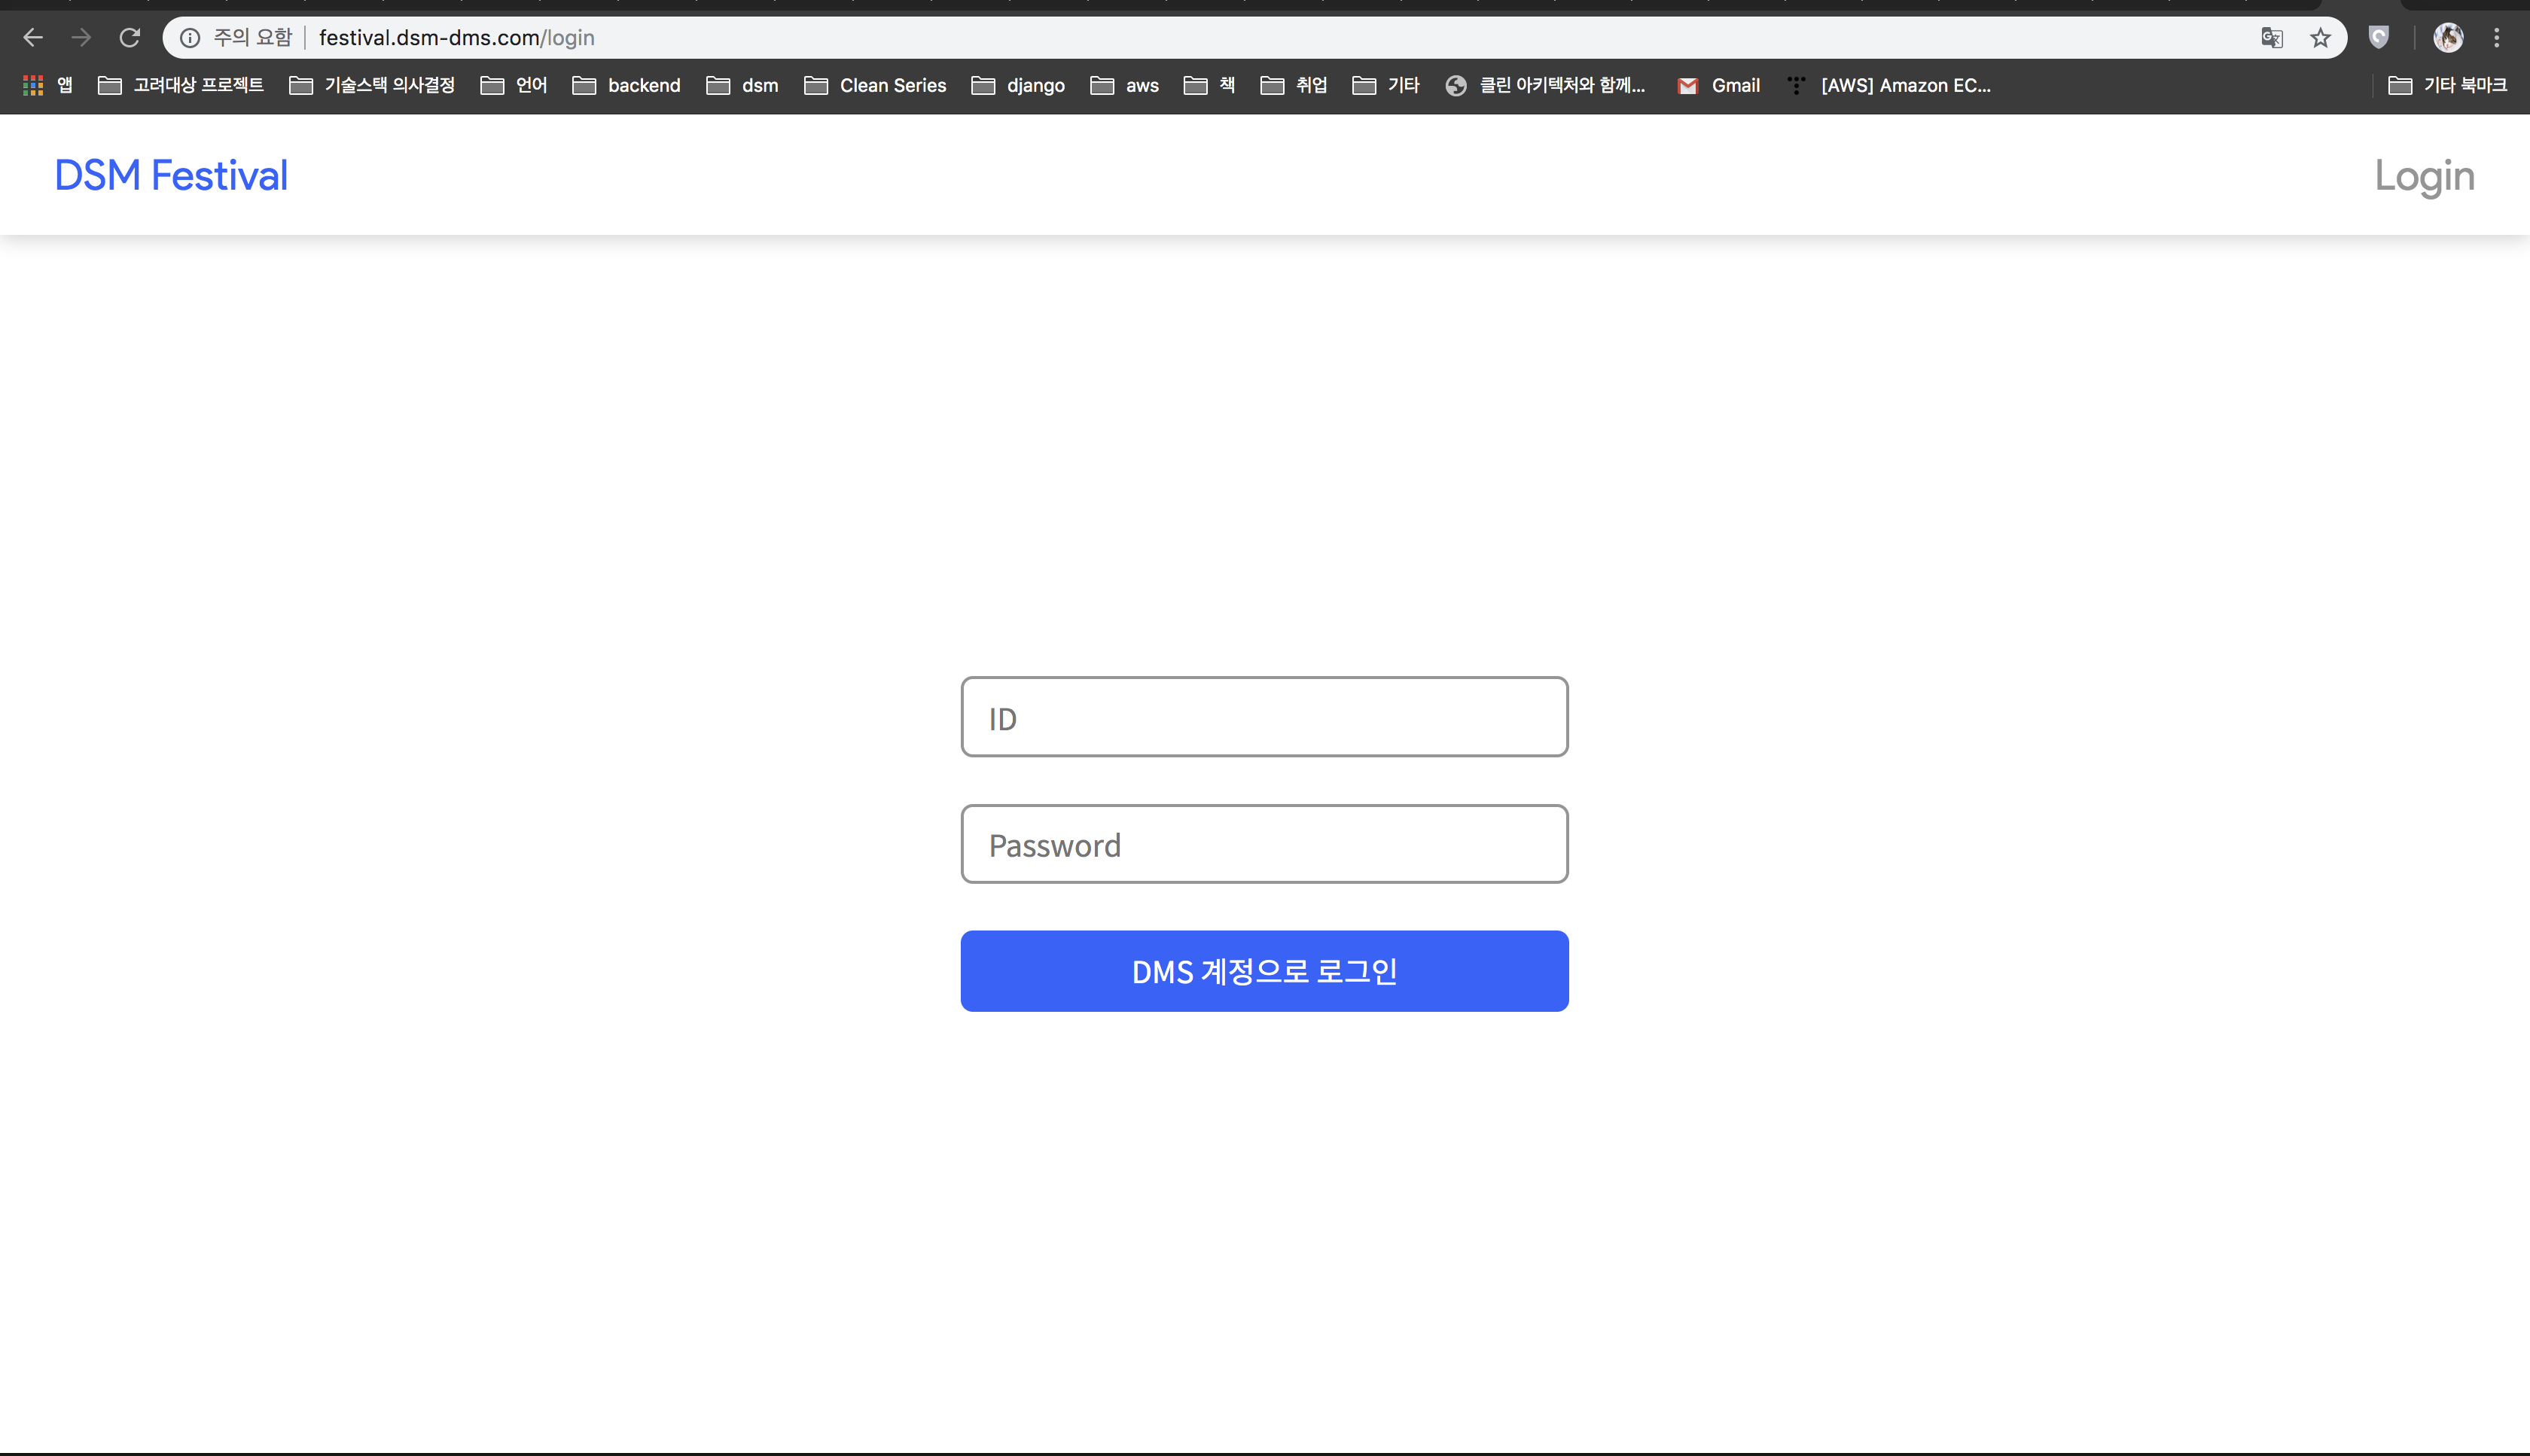 주의 요함 festival.dsm-dms.com/login
앱 고려대상 프로젝트 기술스택 의사결정 언어 backend dsm Clean Series django aws 책 취업 기타 클린 아키텍처와 함께... Gmail [AWS] Amazon EC... 기타 북마크
DSM Festival Login
ID
Password
DMS 계정으로 로그인